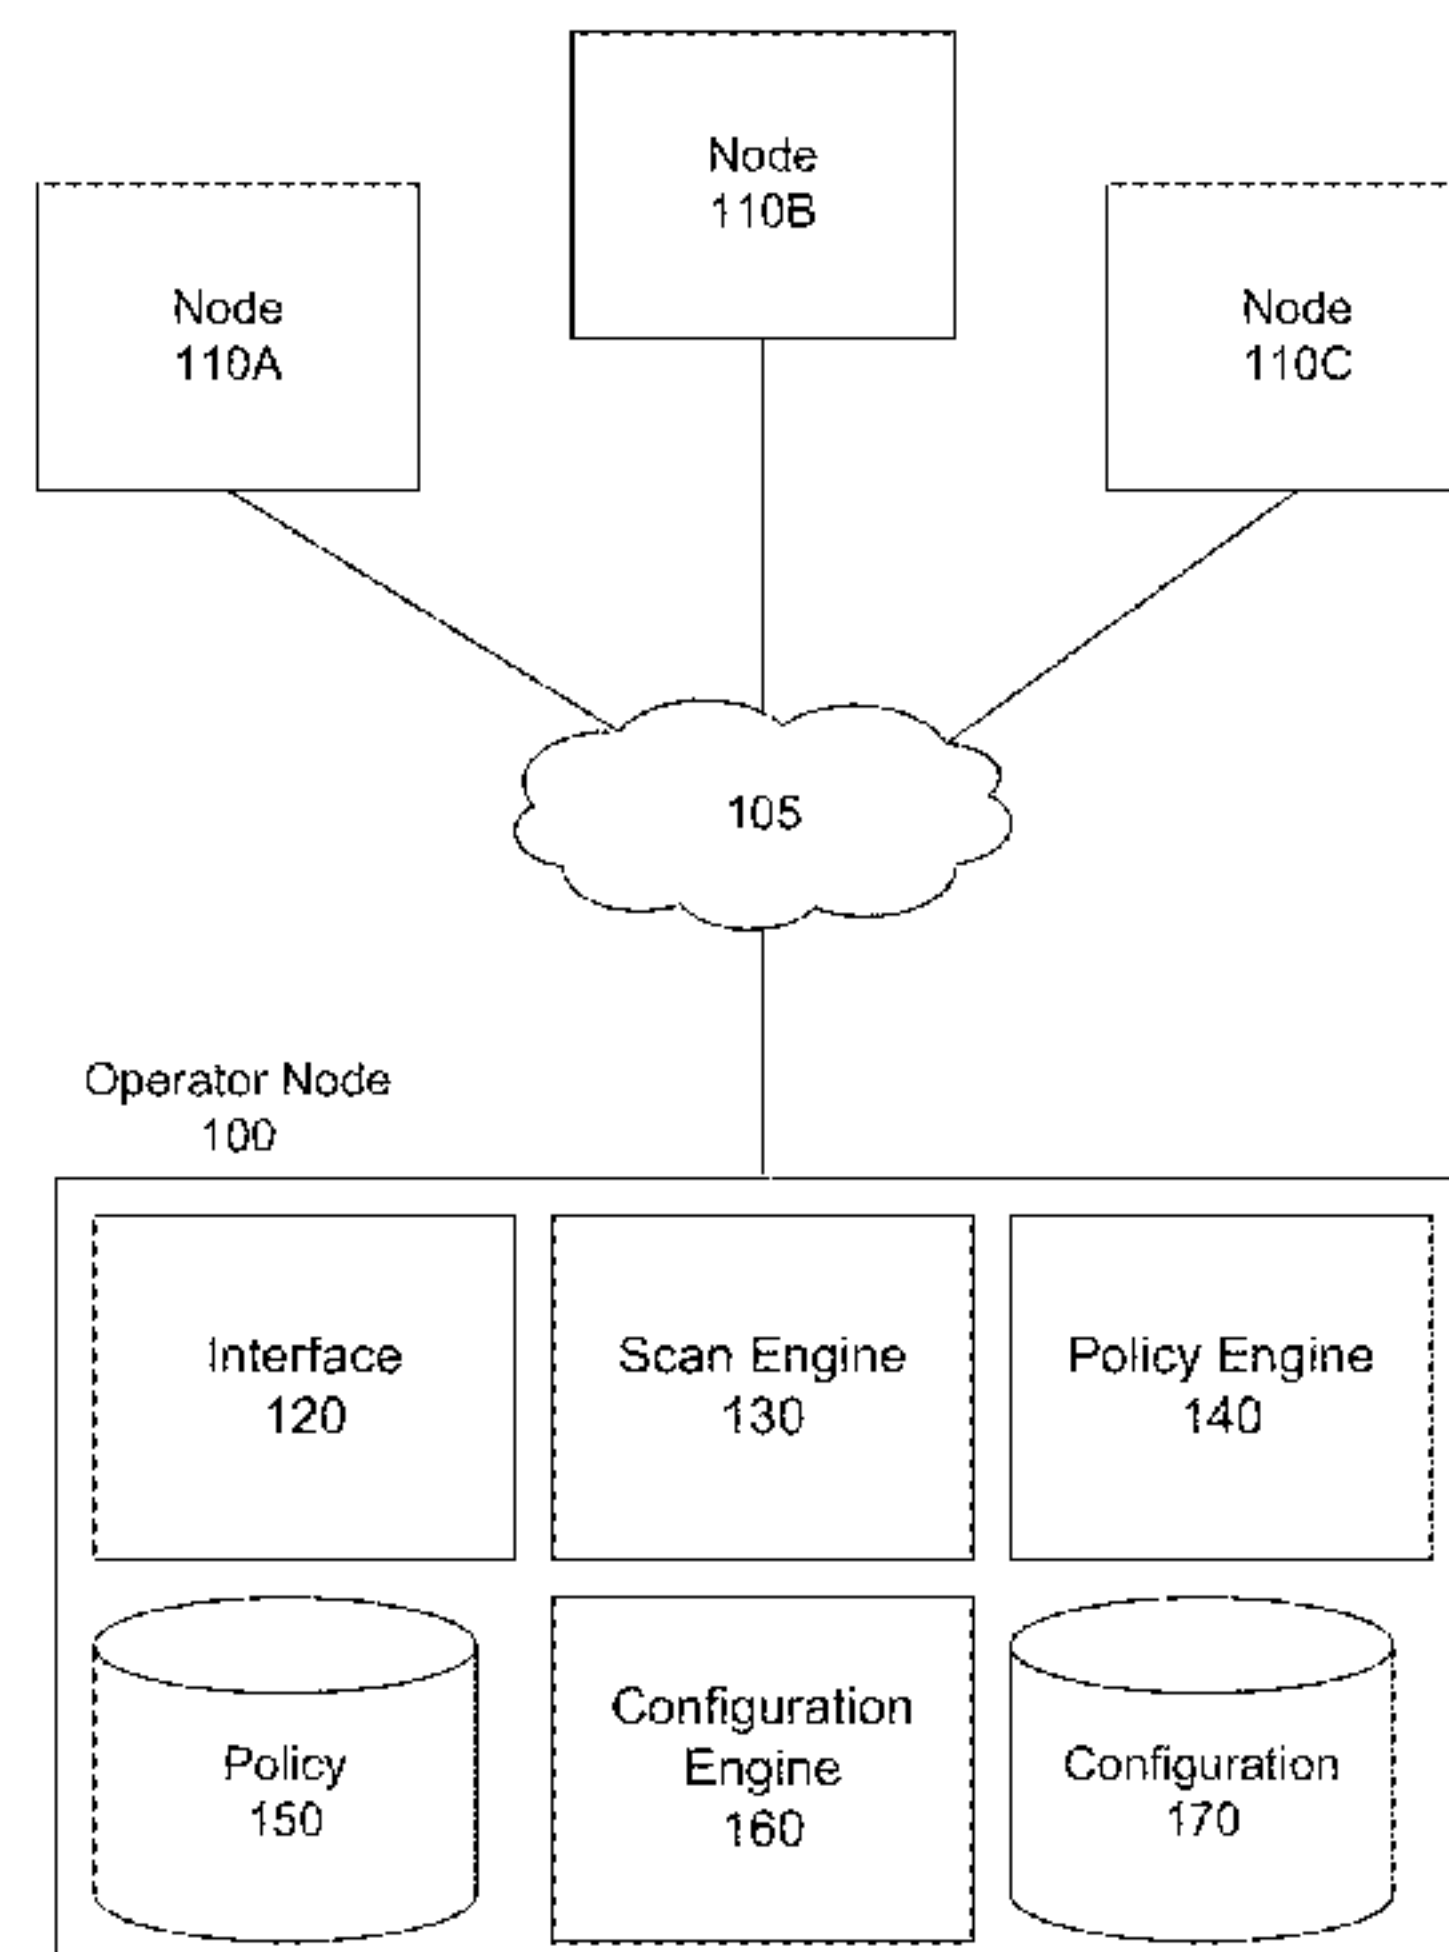 Node
110B
Node
110A
Node
110C
105
Operator Node
100
Interface
120
Scan Engine
130
Policy Engine
140
Policy
150
Configuration
Engine
160
Configuration
170